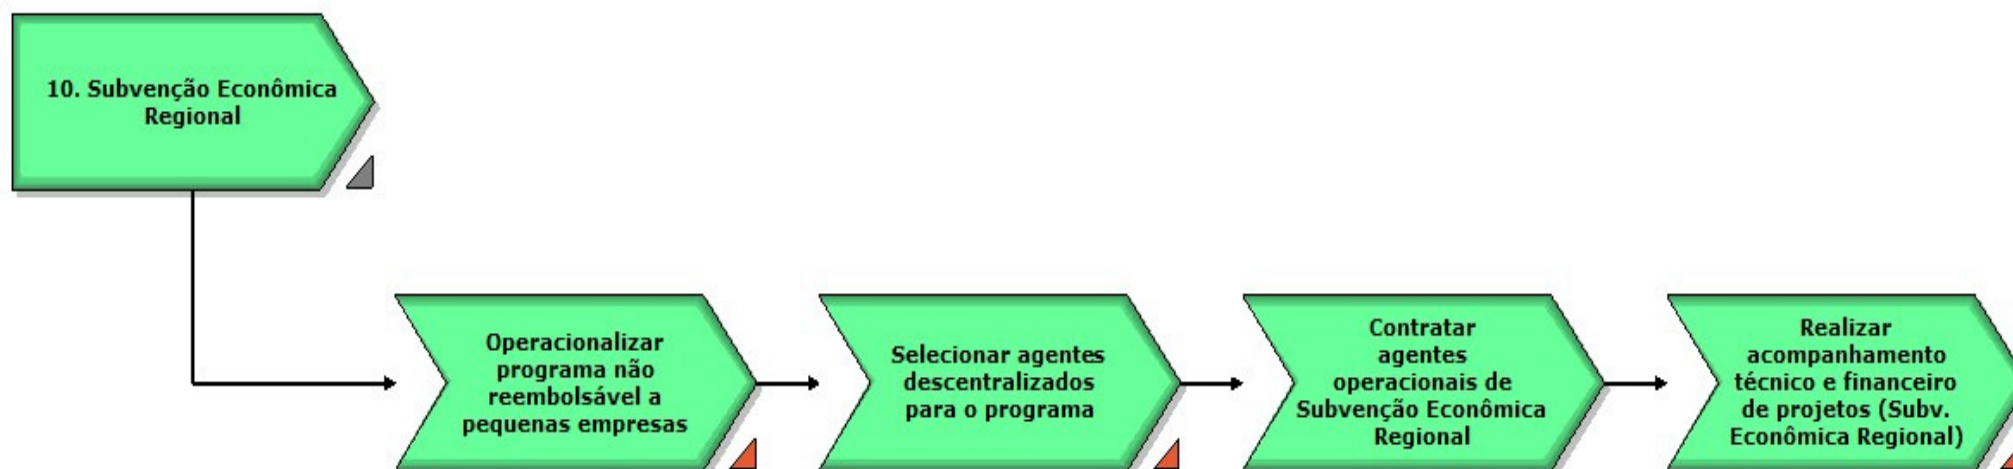 10. Subvenção Econômica
Regional
Operacionalizar
programa não
reembolsável a
pequenas empresas
Selecionar agentes
descentralizados
para o programa
Contratar
agentes
operacionais de
Subvenção Econômica
Regional
Realizar
acompanhamento
técnico e financeiro
de projetos (Subv.
Econômica Regional)